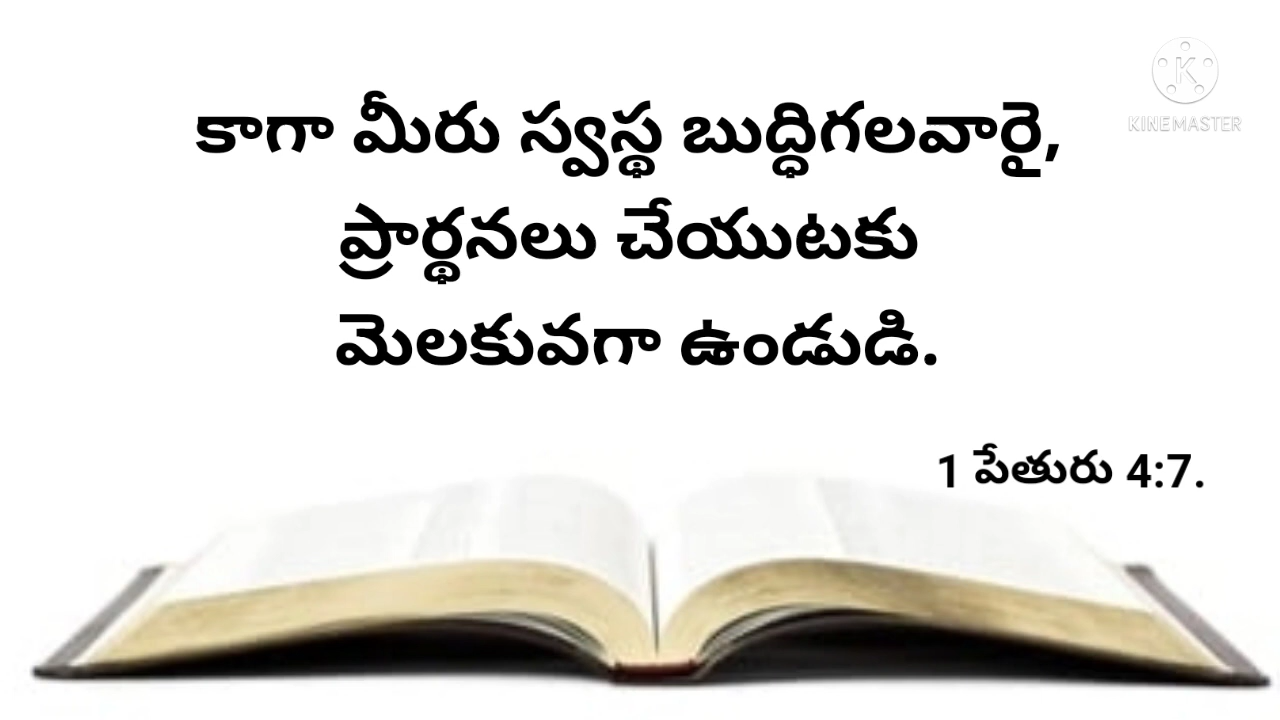 KINEMASTER
కాగా మీరు స్వస్థ బుద్ధిగలవారై,
ప్రార్థనలు చేయుటకు
మెలకువగా ఉండుడి.
1 పేతురు 4:7.